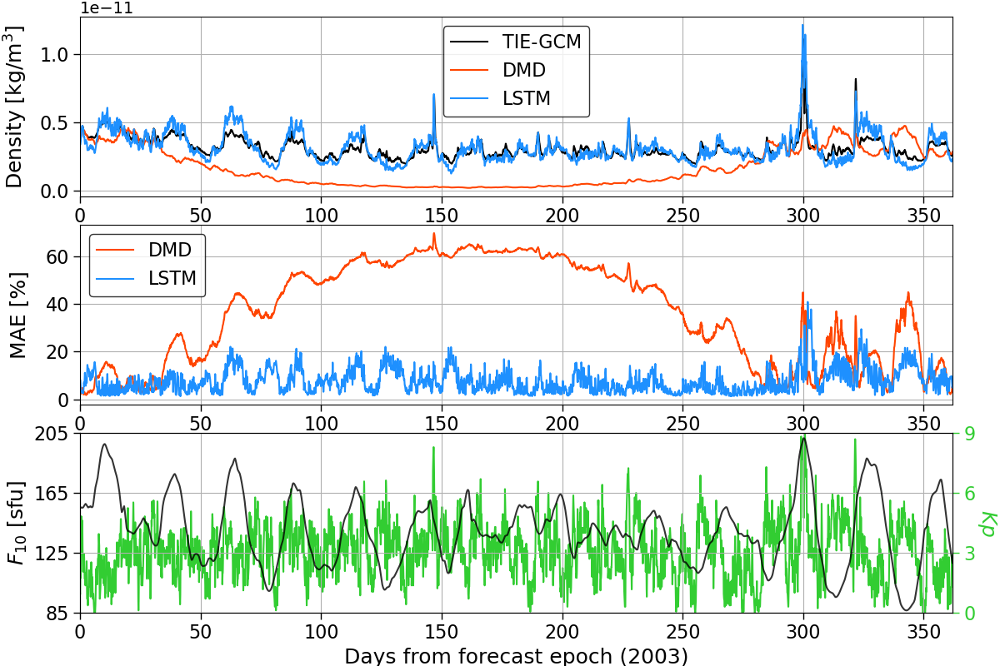 1e−11
Density [kg/m³]
1.0
0.5
0.0
TIE-GCM
DMD
LSTM
0 50 100 150 200 250 300 350
MAE [%]
60
40
20
0
DMD
LSTM
0 50 100 150 200 250 300 350
F₁₀ [sfu]
205
165
125
85
9
6
3
0
Kp
0 50 100 150 200 250 300 350
Days from forecast epoch (2003)